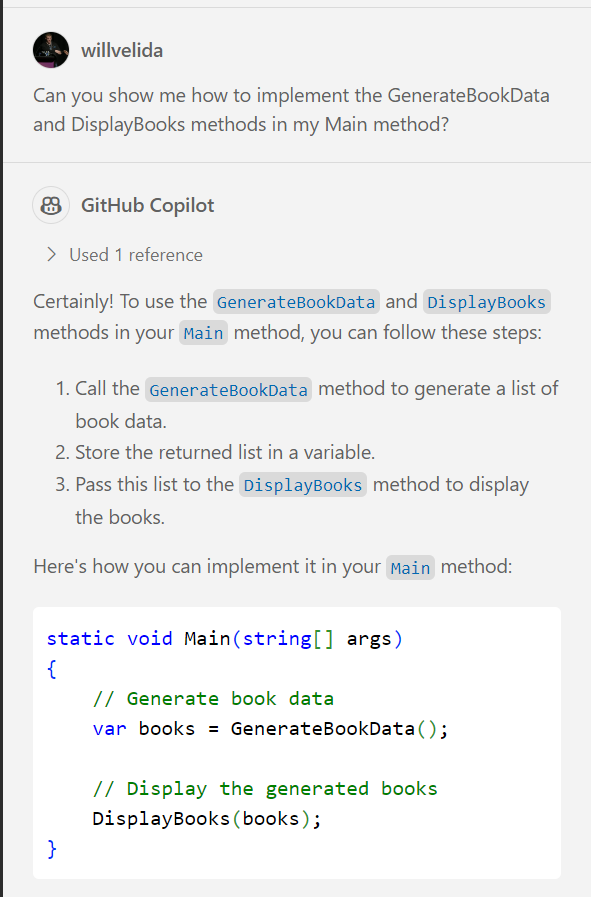 willvelida
Can you show me how to implement the GenerateBookData
and DisplayBooks methods in my Main method?
GitHub Copilot
Used 1 reference
Certainly! To use the GenerateBookData and DisplayBooks
methods in your Main method, you can follow these steps:
1. Call the GenerateBookData method to generate a list of
book data.
2. Store the returned list in a variable.
3. Pass this list to the DisplayBooks method to display
the books.
Here's how you can implement it in your Main method:
static void Main(string[] args)
{
    // Generate book data
    var books = GenerateBookData();

    // Display the generated books
    DisplayBooks(books);
}